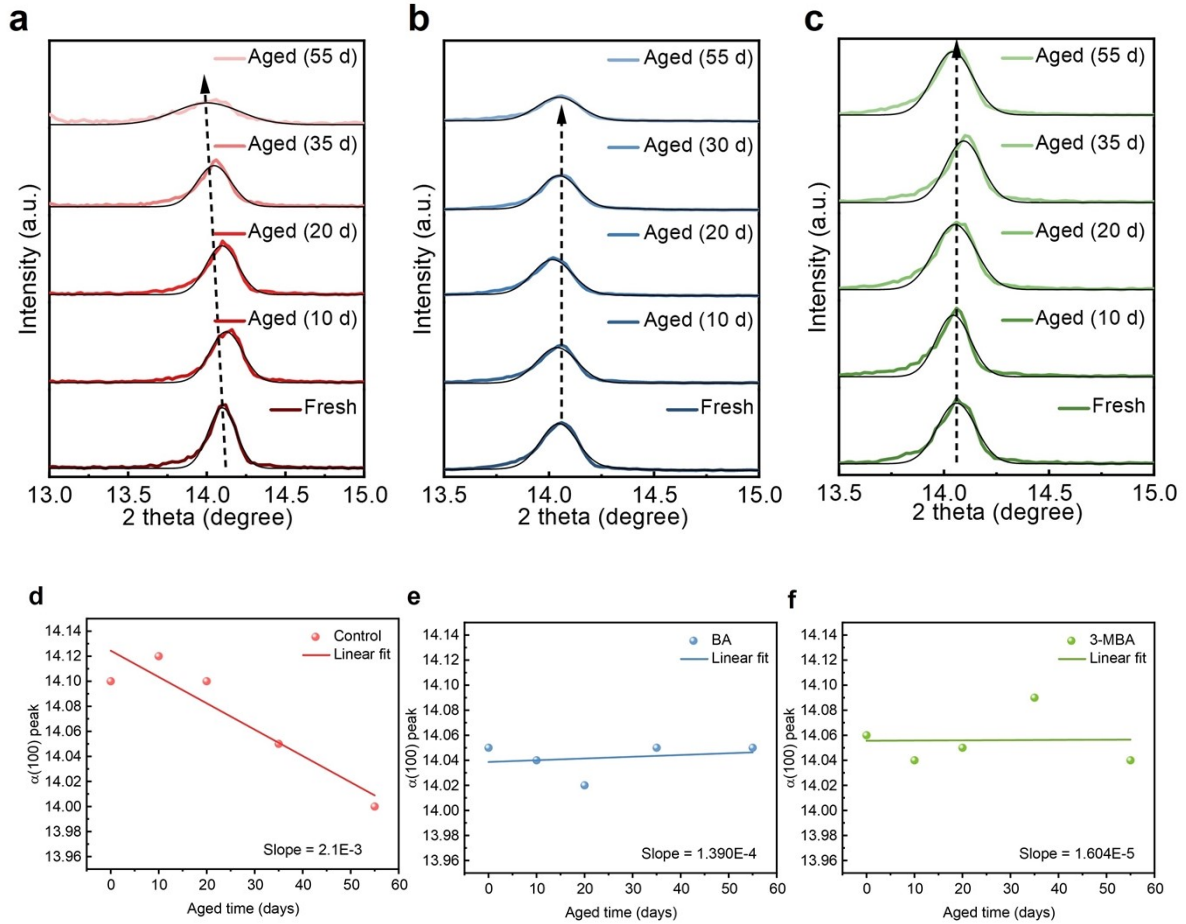 a
Aged (55 d)
Aged (35 d)
Aged (20 d)
Aged (10 d)
Fresh
Intensity (a.u.)
13.0 13.5 14.0 14.5 15.0
2 theta (degree)
b
Aged (55 d)
Aged (30 d)
Aged (20 d)
Aged (10 d)
Fresh
Intensity (a.u.)
13.5 14.0 14.5 15.0
2 theta (degree)
c
Aged (55 d)
Aged (35 d)
Aged (20 d)
Aged (10 d)
Fresh
Intensity (a.u.)
13.5 14.0 14.5 15.0
2 theta (degree)
d
Control
Linear fit
14.14
14.12
14.10
14.08
14.06
14.04
14.02
14.00
13.98
13.96
α(100) peak
Slope = 2.1E-3
0 10 20 30 40 50 60
Aged time (days)
e
BA
Linear fit
14.14
14.12
14.10
14.08
14.06
14.04
14.02
14.00
13.98
13.96
α(100) peak
Slope = 1.390E-4
0 10 20 30 40 50 60
Aged time (days)
f
3-MBA
Linear fit
14.14
14.12
14.10
14.08
14.06
14.04
14.02
14.00
13.98
13.96
α(100) peak
Slope = 1.604E-5
0 10 20 30 40 50 60
Aged time (days)